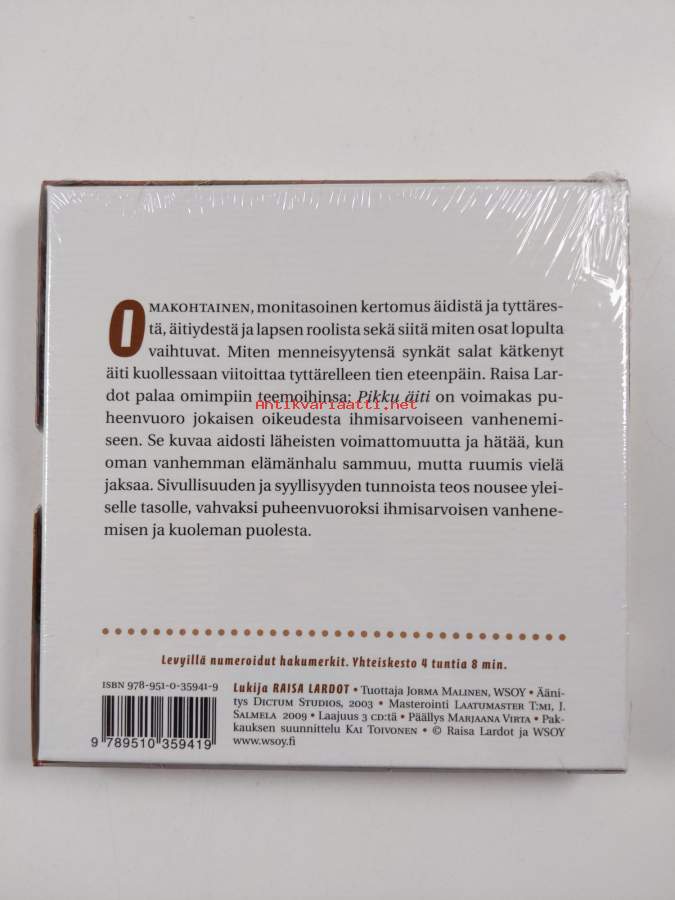 OMAKOHTAINEN, monitasoinen kertomus äidistä ja tyttäres-
tä, äitiydestä ja lapsen roolista sekä siitä miten osat lopulta
vaihtuvat. Miten menneisyytensä synkät salat kätkenyt
äiti kuollessaan viitoittaa tyttärelleen tien eteenpäin. Raisa Lar-
dot palaa omimpiin teemoihinsa: Pikku äiti on voimakas pu-
Antikvariaatti.net
heenvuoro jokaisen oikeudesta ihmisarvoiseen vanhenemi-
seen. Se kuvaa aidosti läheisten voimattomuutta ja hätää, kun
oman vanhemman elämänhalu sammuu, mutta ruumis vielä
jaksaa. Sivullisuuden ja syyllisyyden tunnoista teos nousee ylei-
selle tasolle, vahvaksi puheenvuoroksi ihmisarvoisen vanhene-
misen ja kuoleman puolesta.
Levyillä numeroidut hakumerkit. Yhteiskesto 4 tuntia 8 min.
ISBN 978-951-0-35941-9
9 789510 359419
Lukija RAISA LARDOT • Tuottaja JORMA MALINEN, WSOY • Ääni-
tys DICTUM STUDIOS, 2003 • Masterointi LAATUMASTER T:MI, J.
SALMELA 2009 • Laajuus 3 CD:tä • Päällys MARJAANA VIRTA • Pak-
kauksen suunnittelu KAI TOIVONEN • © Raisa Lardot ja WSOY
www.wsoy.fi